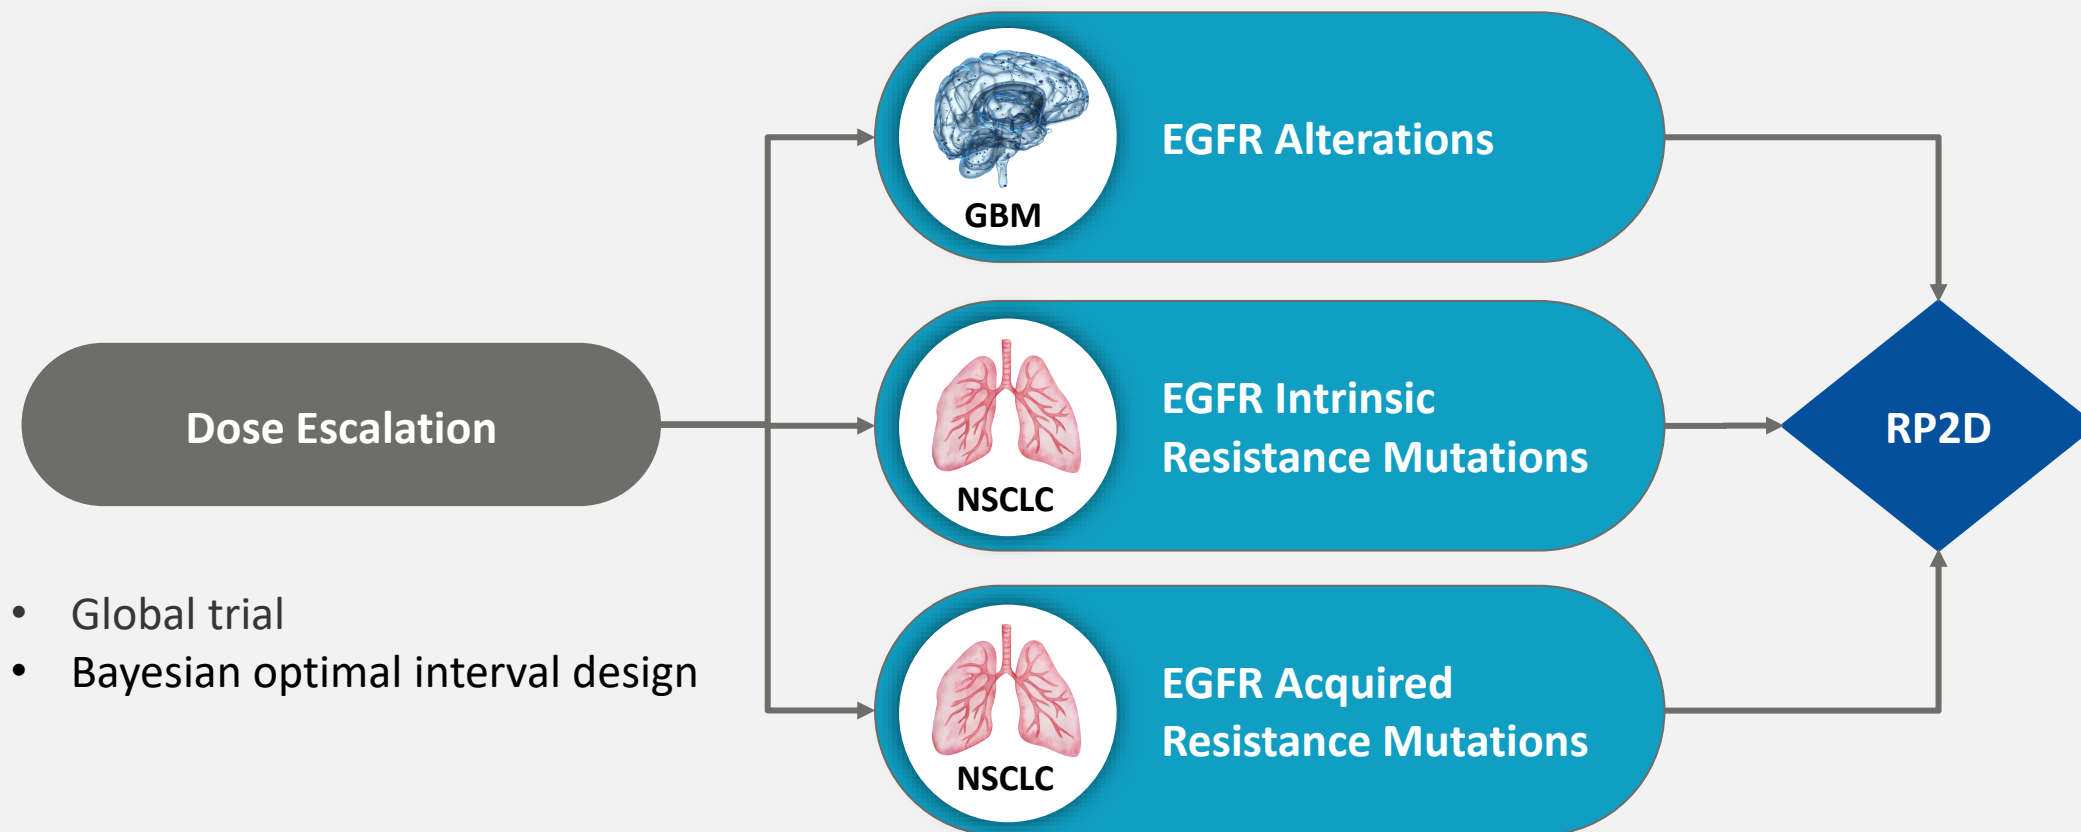 Dose Escalation
• Global trial
• Bayesian optimal interval design
GBM
EGFR Alterations
NSCLC
EGFR Intrinsic
Resistance Mutations
NSCLC
EGFR Acquired
Resistance Mutations
RP2D